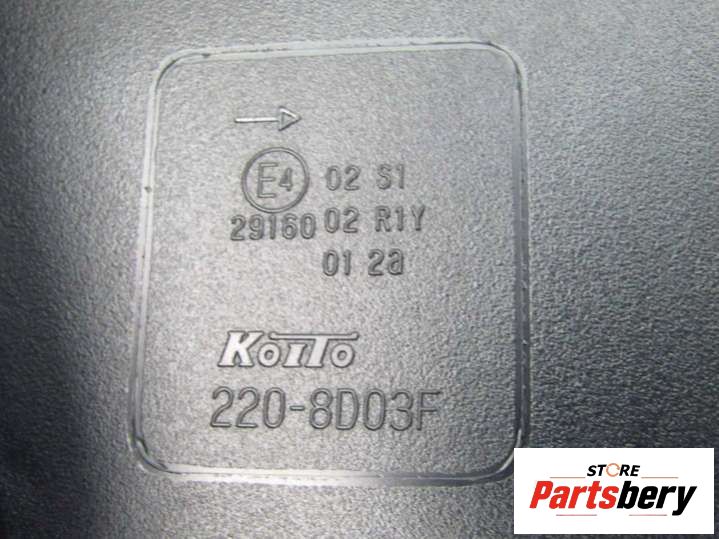 E4 02 S1
29160 02 R1Y
01 2a
KOITO
220-8D03F
STORE
Partsbery